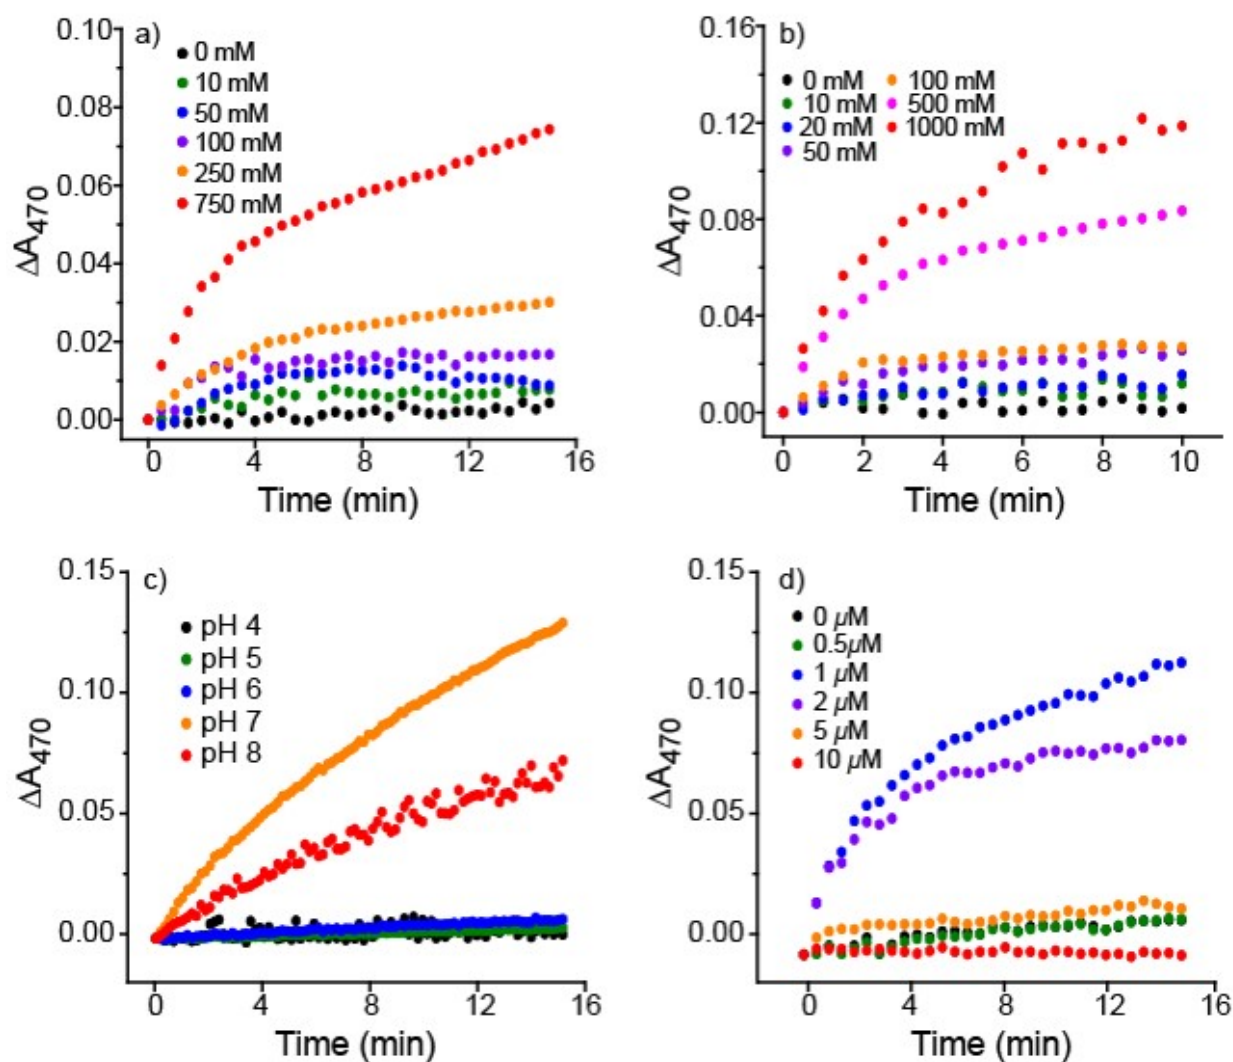 a)
0 mM
10 mM
50 mM
100 mM
250 mM
750 mM
0.10
0.08
0.06
0.04
0.02
0.00
ΔA470
0 4 8 12 16
Time (min)
b)
0 mM 100 mM
10 mM 500 mM
20 mM 1000 mM
50 mM
0.16
0.12
0.08
0.04
0.00
ΔA470
0 2 4 6 8 10
Time (min)
c)
pH 4
pH 5
pH 6
pH 7
pH 8
0.15
0.10
0.05
0.00
ΔA470
0 4 8 12 16
Time (min)
d)
0 µM
0.5µM
1 µM
2 µM
5 µM
10 µM
0.15
0.10
0.05
0.00
ΔA470
0 4 8 12 16
Time (min)